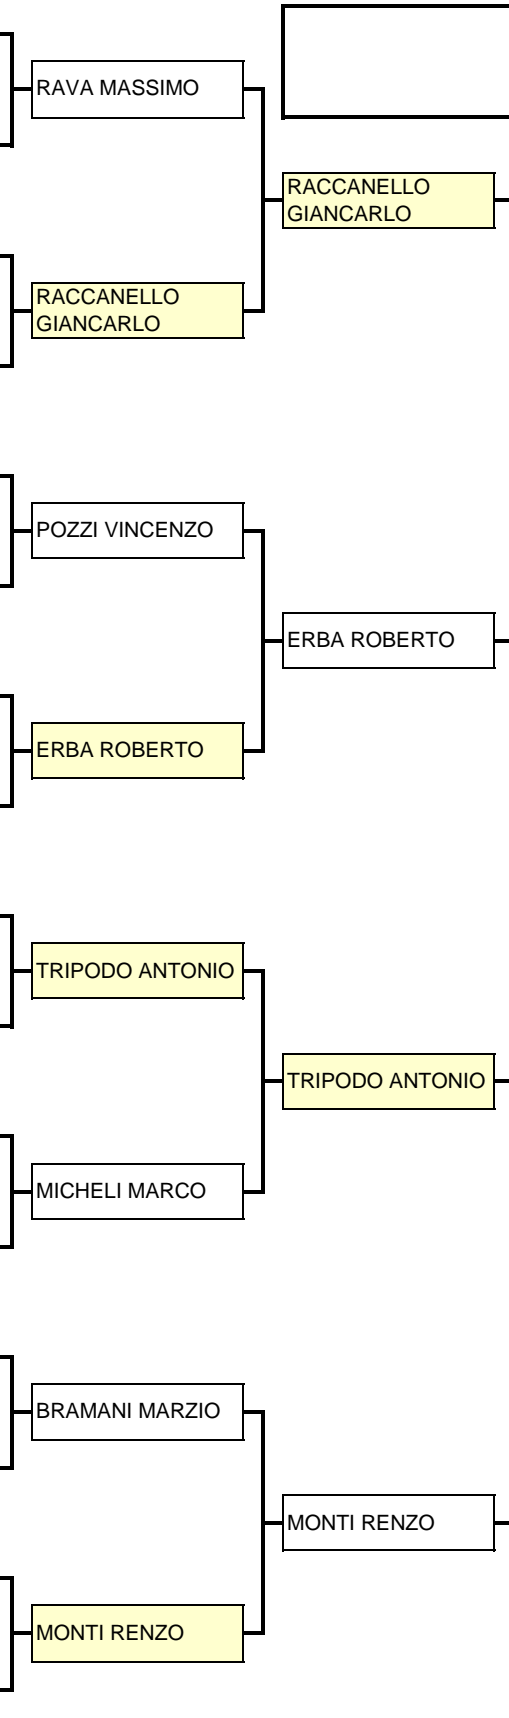 RAVA MASSIMO
RACCANELLO
GIANCARLO
RACCANELLO
GIANCARLO
POZZI VINCENZO
ERBA ROBERTO
ERBA ROBERTO
TRIPODO ANTONIO
TRIPODO ANTONIO
MICHELI MARCO
BRAMANI MARZIO
MONTI RENZO
MONTI RENZO